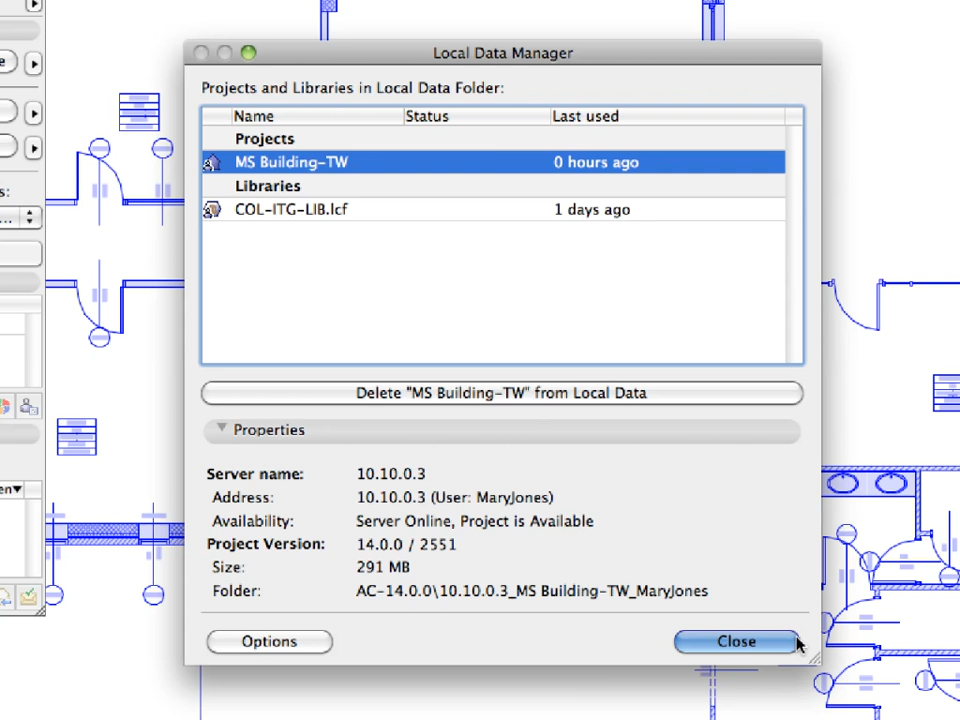 Local Data Manager
e
Projects and Libraries in Local Data Folder:
Name Status Last used
Projects
MS Building-TW 0 hours ago
s:
Libraries
... COL-ITG-LIB.lcf 1 days ago
Delete "MS Building-TW" from Local Data
Properties
Server name: 10.10.0.3
en Address: 10.10.0.3 (User: MaryJones)
Availability: Server Online, Project is Available
Project Version: 14.0.0 / 2551
Size: 291 MB
Folder: AC-14.0.0\10.10.0.3_MS Building-TW_MaryJones
Options Close